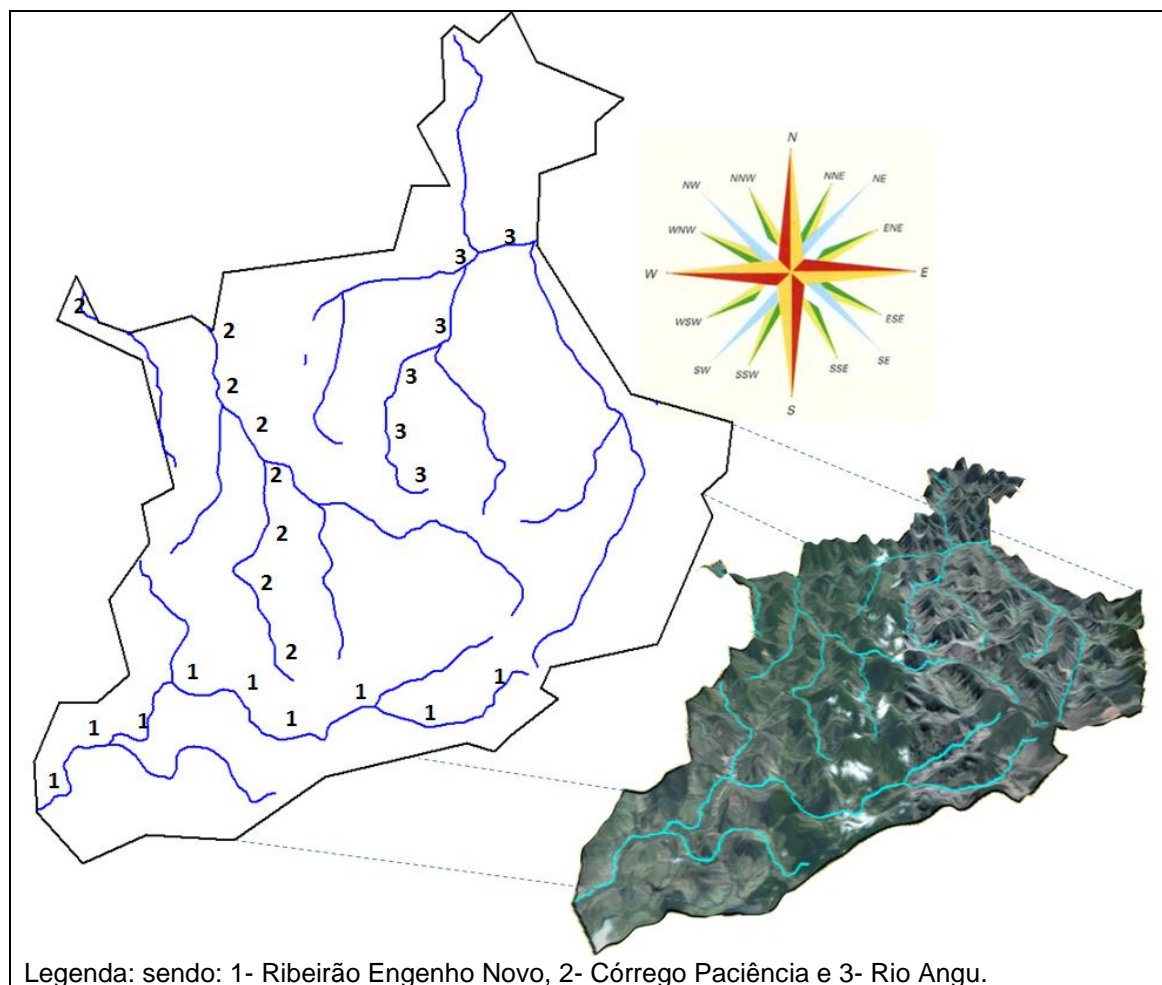 N
NNW
NNE
NW
NE
WNW
ENE
W
E
WSW
ESE
SW
SE
SSW
SSE
S
3
3
2
2
3
2
3
2
3
2
3
2
2
2
1
1
1
1
1
1
1
1
Legenda: sendo: 1- Ribeirão Engenho Novo, 2- Córrego Paciência e 3- Rio Angu.